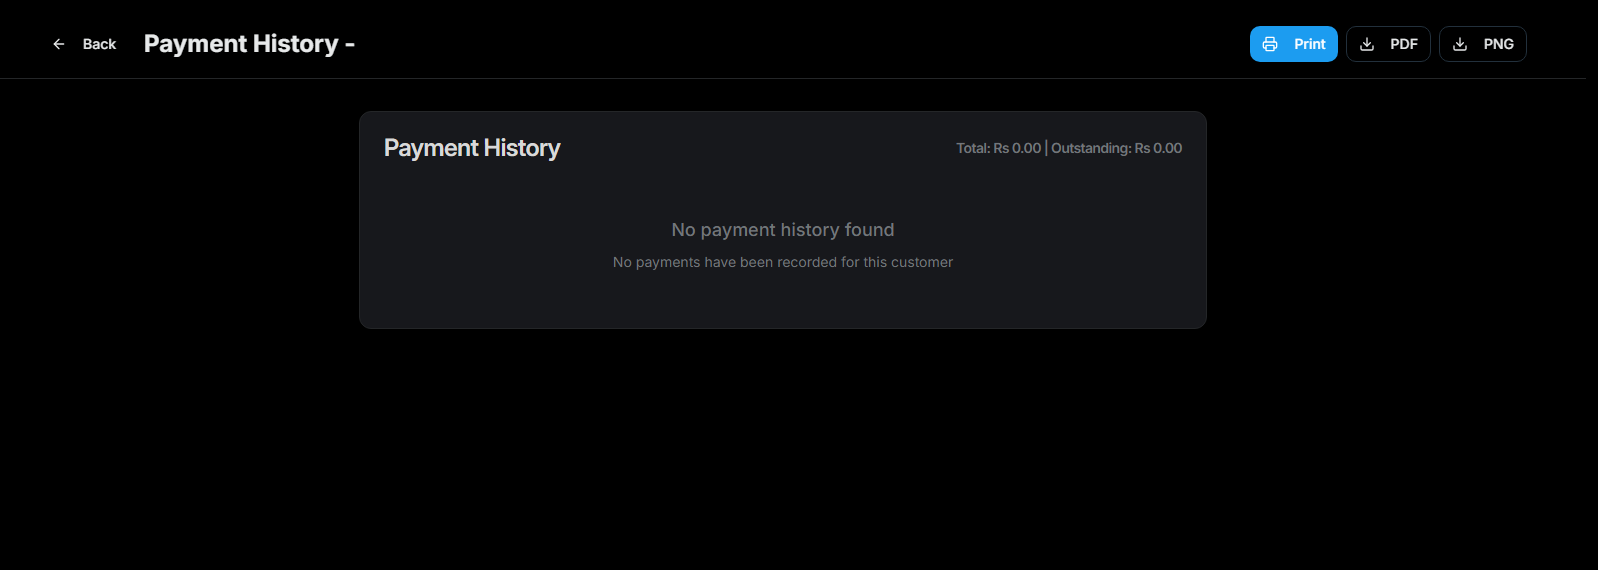 Back Payment History - Print PDF PNG
Payment History Total: Rs 0.00 | Outstanding: Rs 0.00
No payment history found
No payments have been recorded for this customer